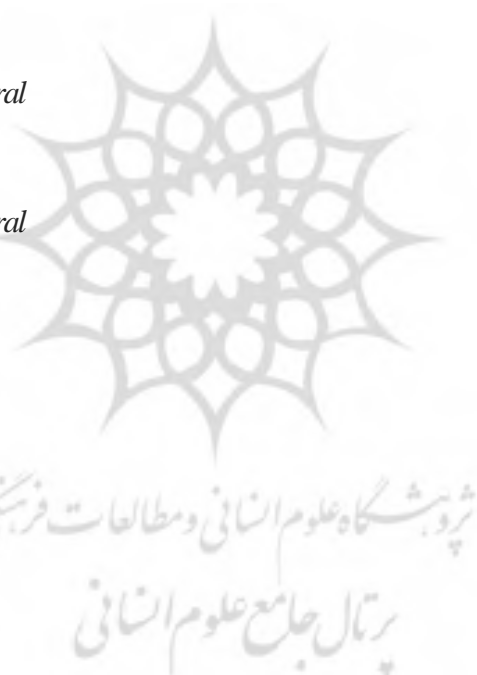 ral
ral
پژوهشگاه علوم انسانی و مطالعات فرهنگی
پرتال جامع علوم انسانی